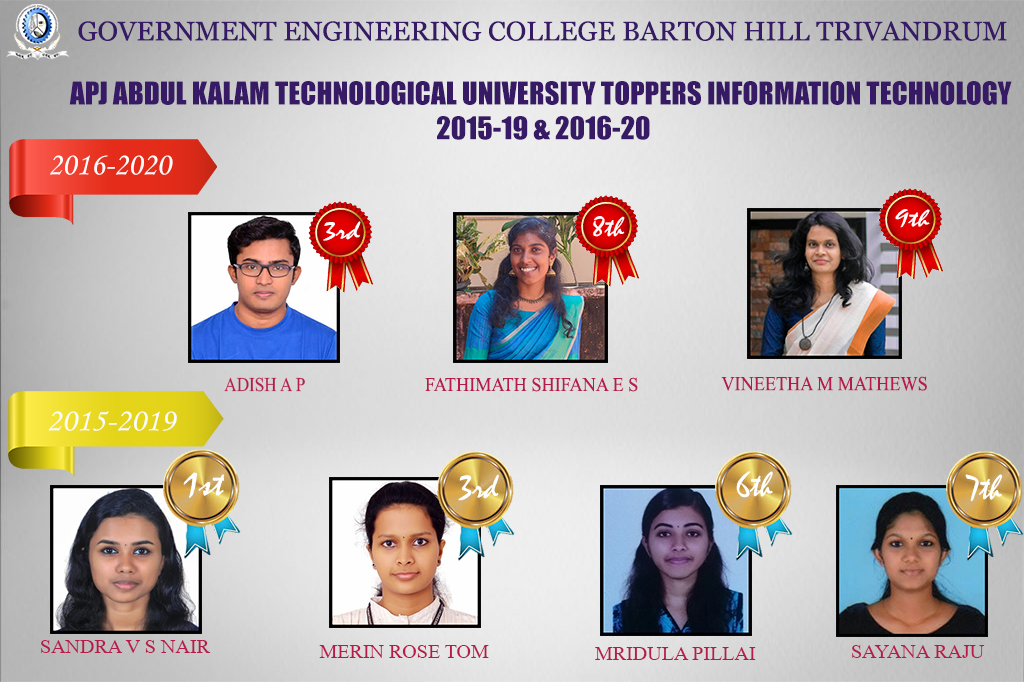 GOVERNMENT ENGINEERING COLLEGE BARTON HILL TRIVANDRUM
APJ ABDUL KALAM TECHNOLOGICAL UNIVERSITY TOPPERS INFORMATION TECHNOLOGY
2015-19 & 2016-20
2016-2020
3rd
8th
9th
ADISH A P
FATHIMATH SHIFANA E S
VINEETHA M MATHEWS
2015-2019
1st
3rd
6th
7th
SANDRA V S NAIR
MERIN ROSE TOM
MRIDULA PILLAI
SAYANA RAJU